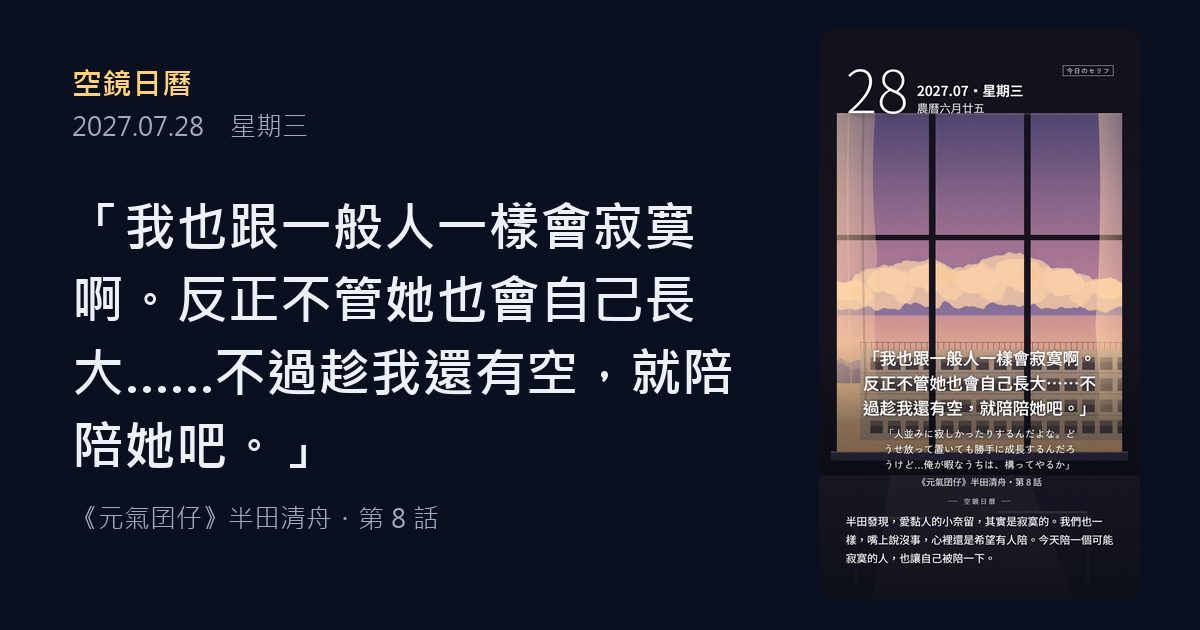 空鏡日曆
2027.07.28 星期三
「我也跟一般人一樣會寂寞
啊。反正不管她也會自己長
大……不過趁我還有空，就陪
陪她吧。」
《元氣囝仔》半田清舟・第 8 話
今日のセリフ
28
2027.07・星期三
農曆六月廿五
「我也跟一般人一樣會寂寞啊。
反正不管她也會自己長大……不
過趁我還有空，就陪陪她吧。」
「人並みに寂しかったりするんだよな。ど
うせ放って置いても勝手に成長するんだろ
うけど…俺が暇なうちは、構ってやるか」
《元氣囝仔》半田清舟・第 8 話
— 空鏡日曆 —
半田發現，愛黏人的小奈留，其實是寂寞的。我們也一
樣，嘴上說沒事，心裡還是希望有人陪。今天陪一個可能
寂寞的人，也讓自己被陪一下。